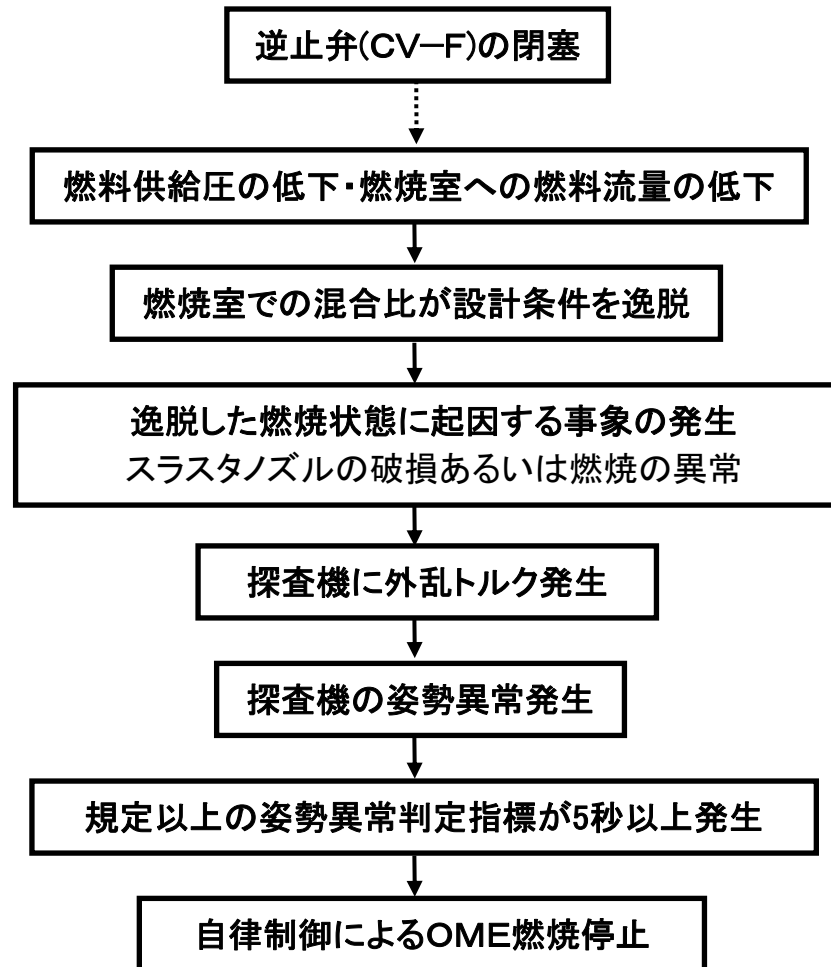 逆止弁(CV-F)の閉塞
燃料供給圧の低下・燃焼室への燃料流量の低下
燃焼室での混合比が設計条件を逸脱
逸脱した燃焼状態に起因する事象の発生
スラスタノズルの破損あるいは燃焼の異常
探査機に外乱トルク発生
探査機の姿勢異常発生
規定以上の姿勢異常判定指標が5秒以上発生
自律制御によるOME燃焼停止